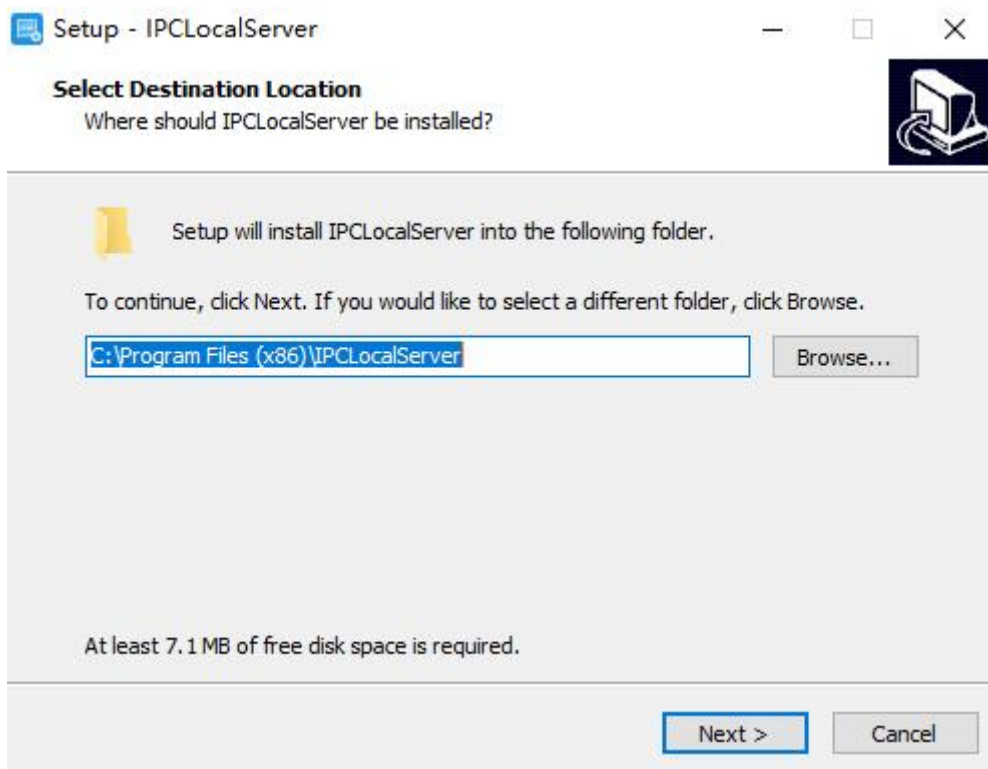 Setup - IPCLocalServer
Select Destination Location
Where should IPCLocalServer be installed?
Setup will install IPCLocalServer into the following folder.
To continue, click Next. If you would like to select a different folder, click Browse.
C:\Program Files (x86)\IPCLocalServer
Browse...
At least 7.1 MB of free disk space is required.
Next >
Cancel